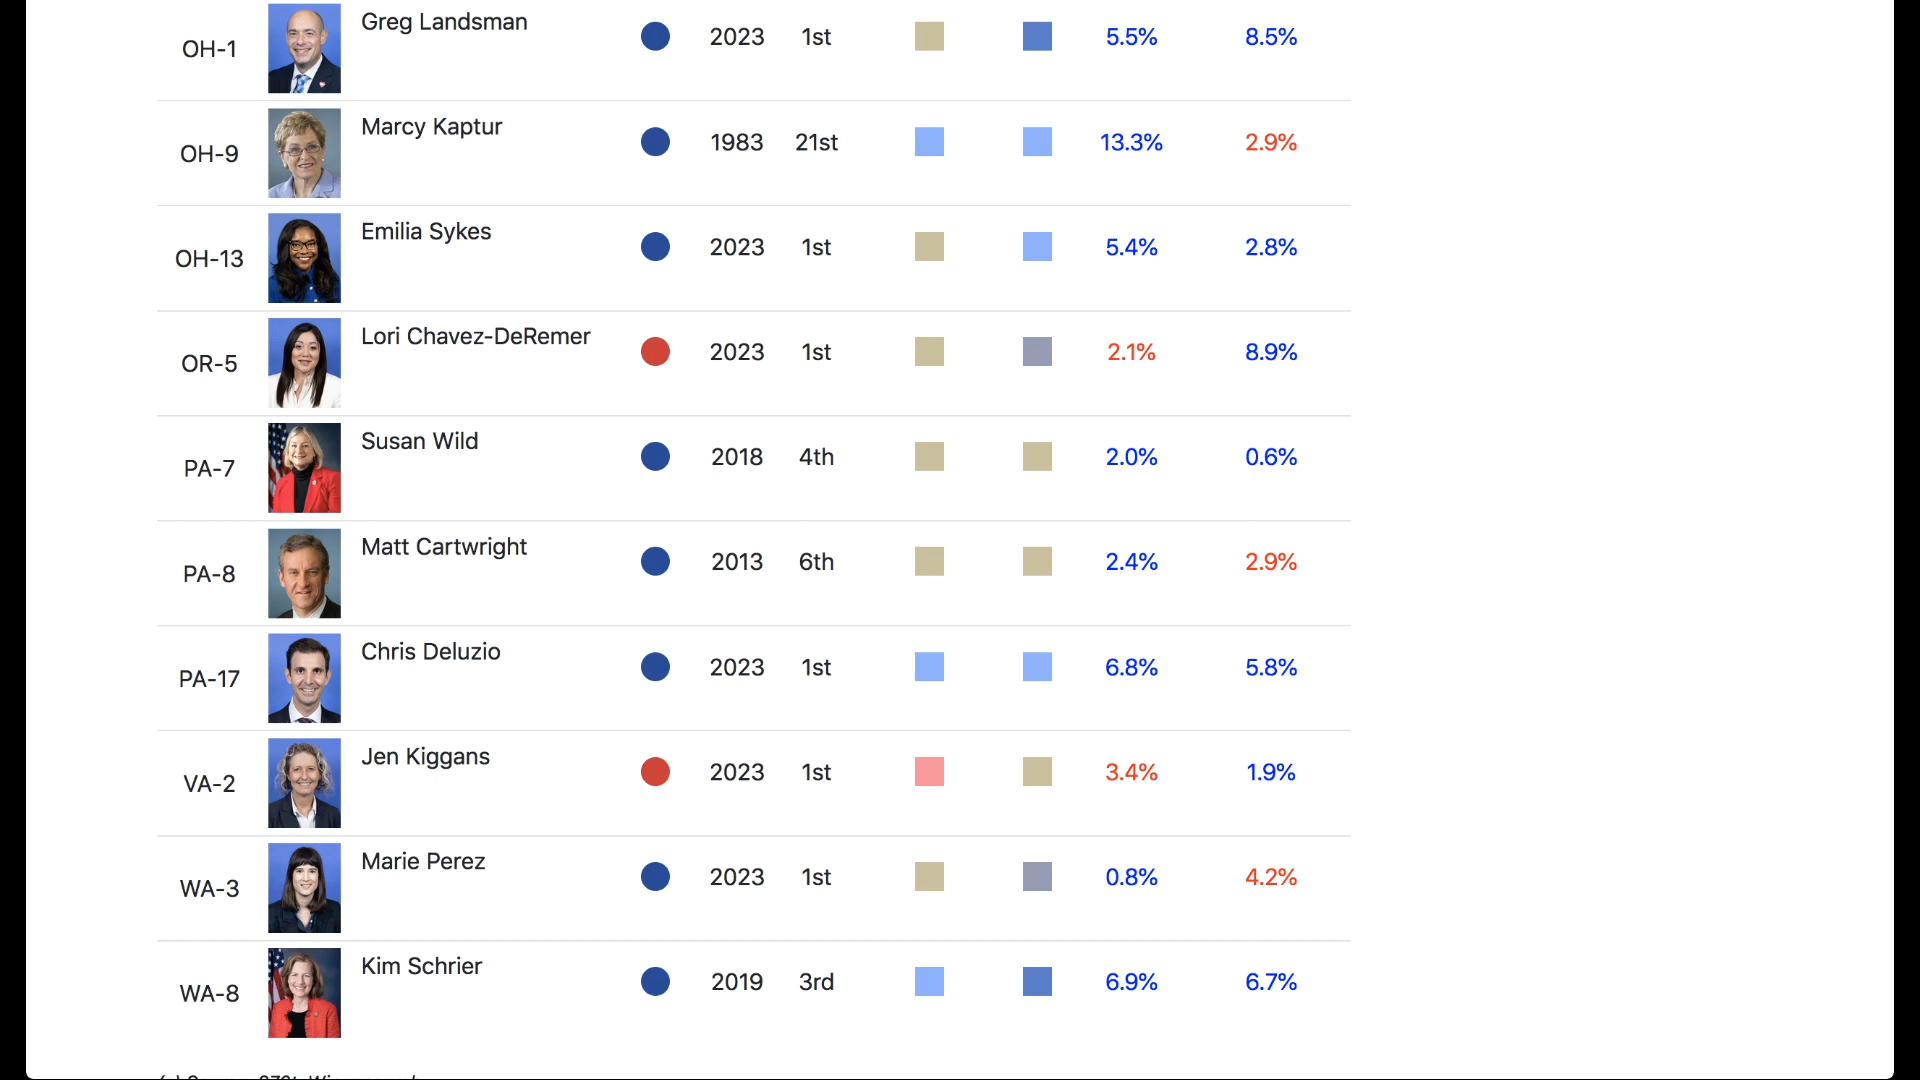 OH-1 Greg Landsman 2023 1st 5.5% 8.5%
OH-9 Marcy Kaptur 1983 21st 13.3% 2.9%
OH-13 Emilia Sykes 2023 1st 5.4% 2.8%
OR-5 Lori Chavez-DeRemer 2023 1st 2.1% 8.9%
PA-7 Susan Wild 2018 4th 2.0% 0.6%
PA-8 Matt Cartwright 2013 6th 2.4% 2.9%
PA-17 Chris Deluzio 2023 1st 6.8% 5.8%
VA-2 Jen Kiggans 2023 1st 3.4% 1.9%
WA-3 Marie Perez 2023 1st 0.8% 4.2%
WA-8 Kim Schrier 2019 3rd 6.9% 6.7%